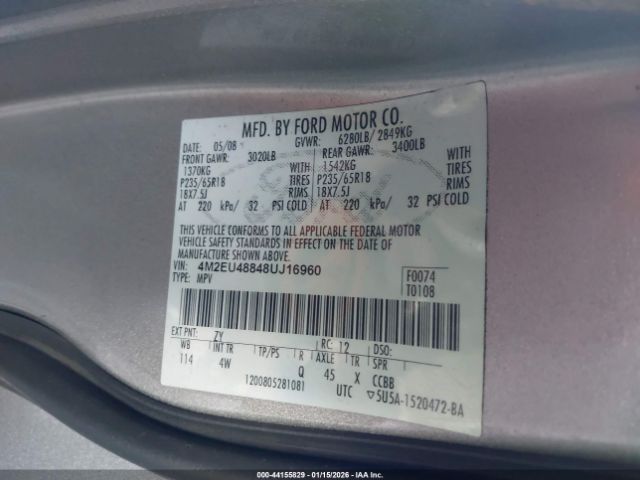 MFD. BY FORD MOTOR CO.
DATE: 05/08 GVWR: 6280LB/ 2849KG
FRONT GAWR: 3020LB REAR GAWR: 3400LB
1370KG WITH 1542KG WITH
P235/65R18 TIRES P235/65R18 TIRES
18X7.5J RIMS 18X7.5J RIMS
AT 220 kPa/ 32 PSI COLD AT 220 kPa/ 32 PSI COLD
THIS VEHICLE CONFORMS TO ALL APPLICABLE FEDERAL MOTOR
VEHICLE SAFETY STANDARDS IN EFFECT ON THE DATE OF
MANUFACTURE SHOWN ABOVE.
VIN: 4M2EU48848UJ16960 F0074
TYPE: MPV T0108
EXT PNT: ZY RC: 12 DSO:
WB INT TR TP/PS R AXLE TR SPR
114 4W Q 45 X CCBB
1200805281081 UTC ▽5U5A-1520472-BA
000-44155829 - 01/15/2026 - IAA Inc.